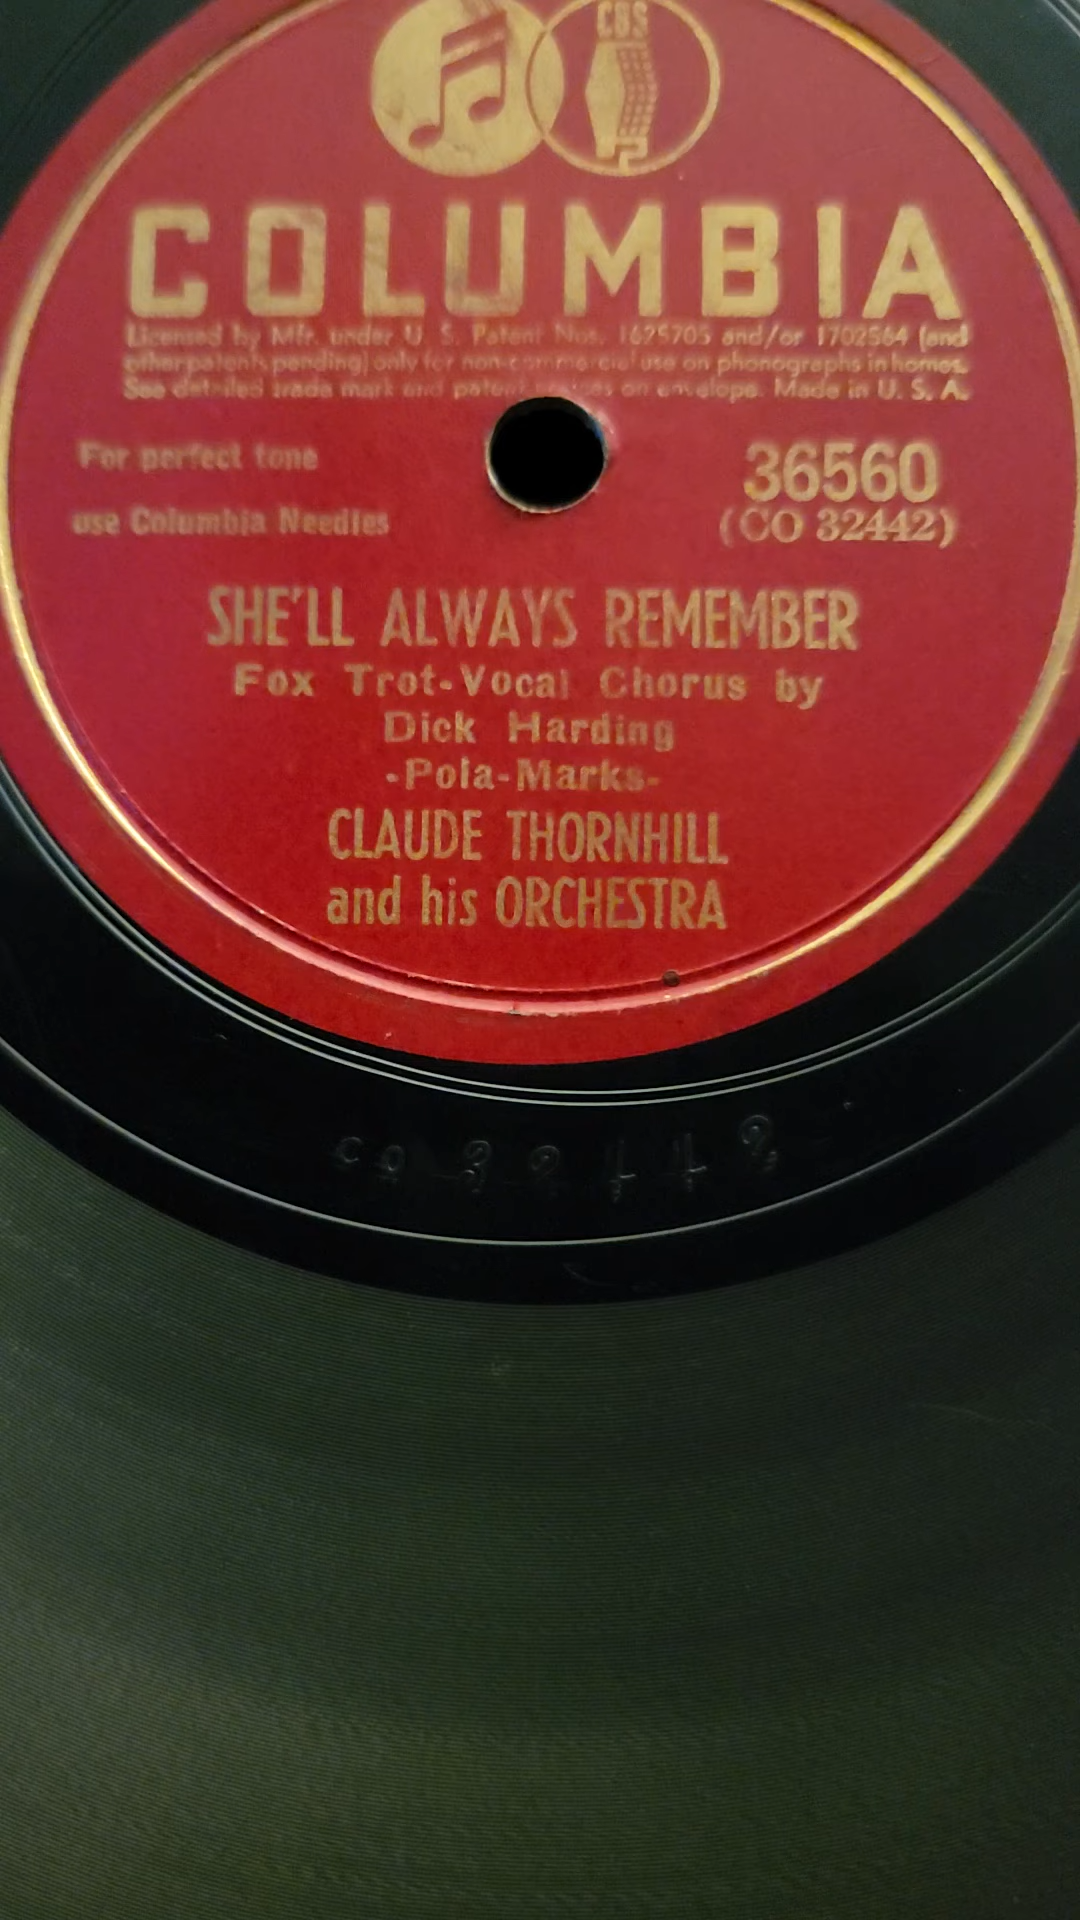 CBS
COLUMBIA
Licensed by Mfr. under U. S. Patent Nos. 1625705 and/or 1702564 (and
other patents pending) only for non-commercial use on phonographs in homes.
See detailed trade mark and patent notices on envelope. Made in U. S. A.
For perfect tone
use Columbia Needles
36560
(CO 32442)
SHE'LL ALWAYS REMEMBER
Fox Trot-Vocal Chorus by
Dick Harding
-Pola-Marks-
CLAUDE THORNHILL
and his ORCHESTRA